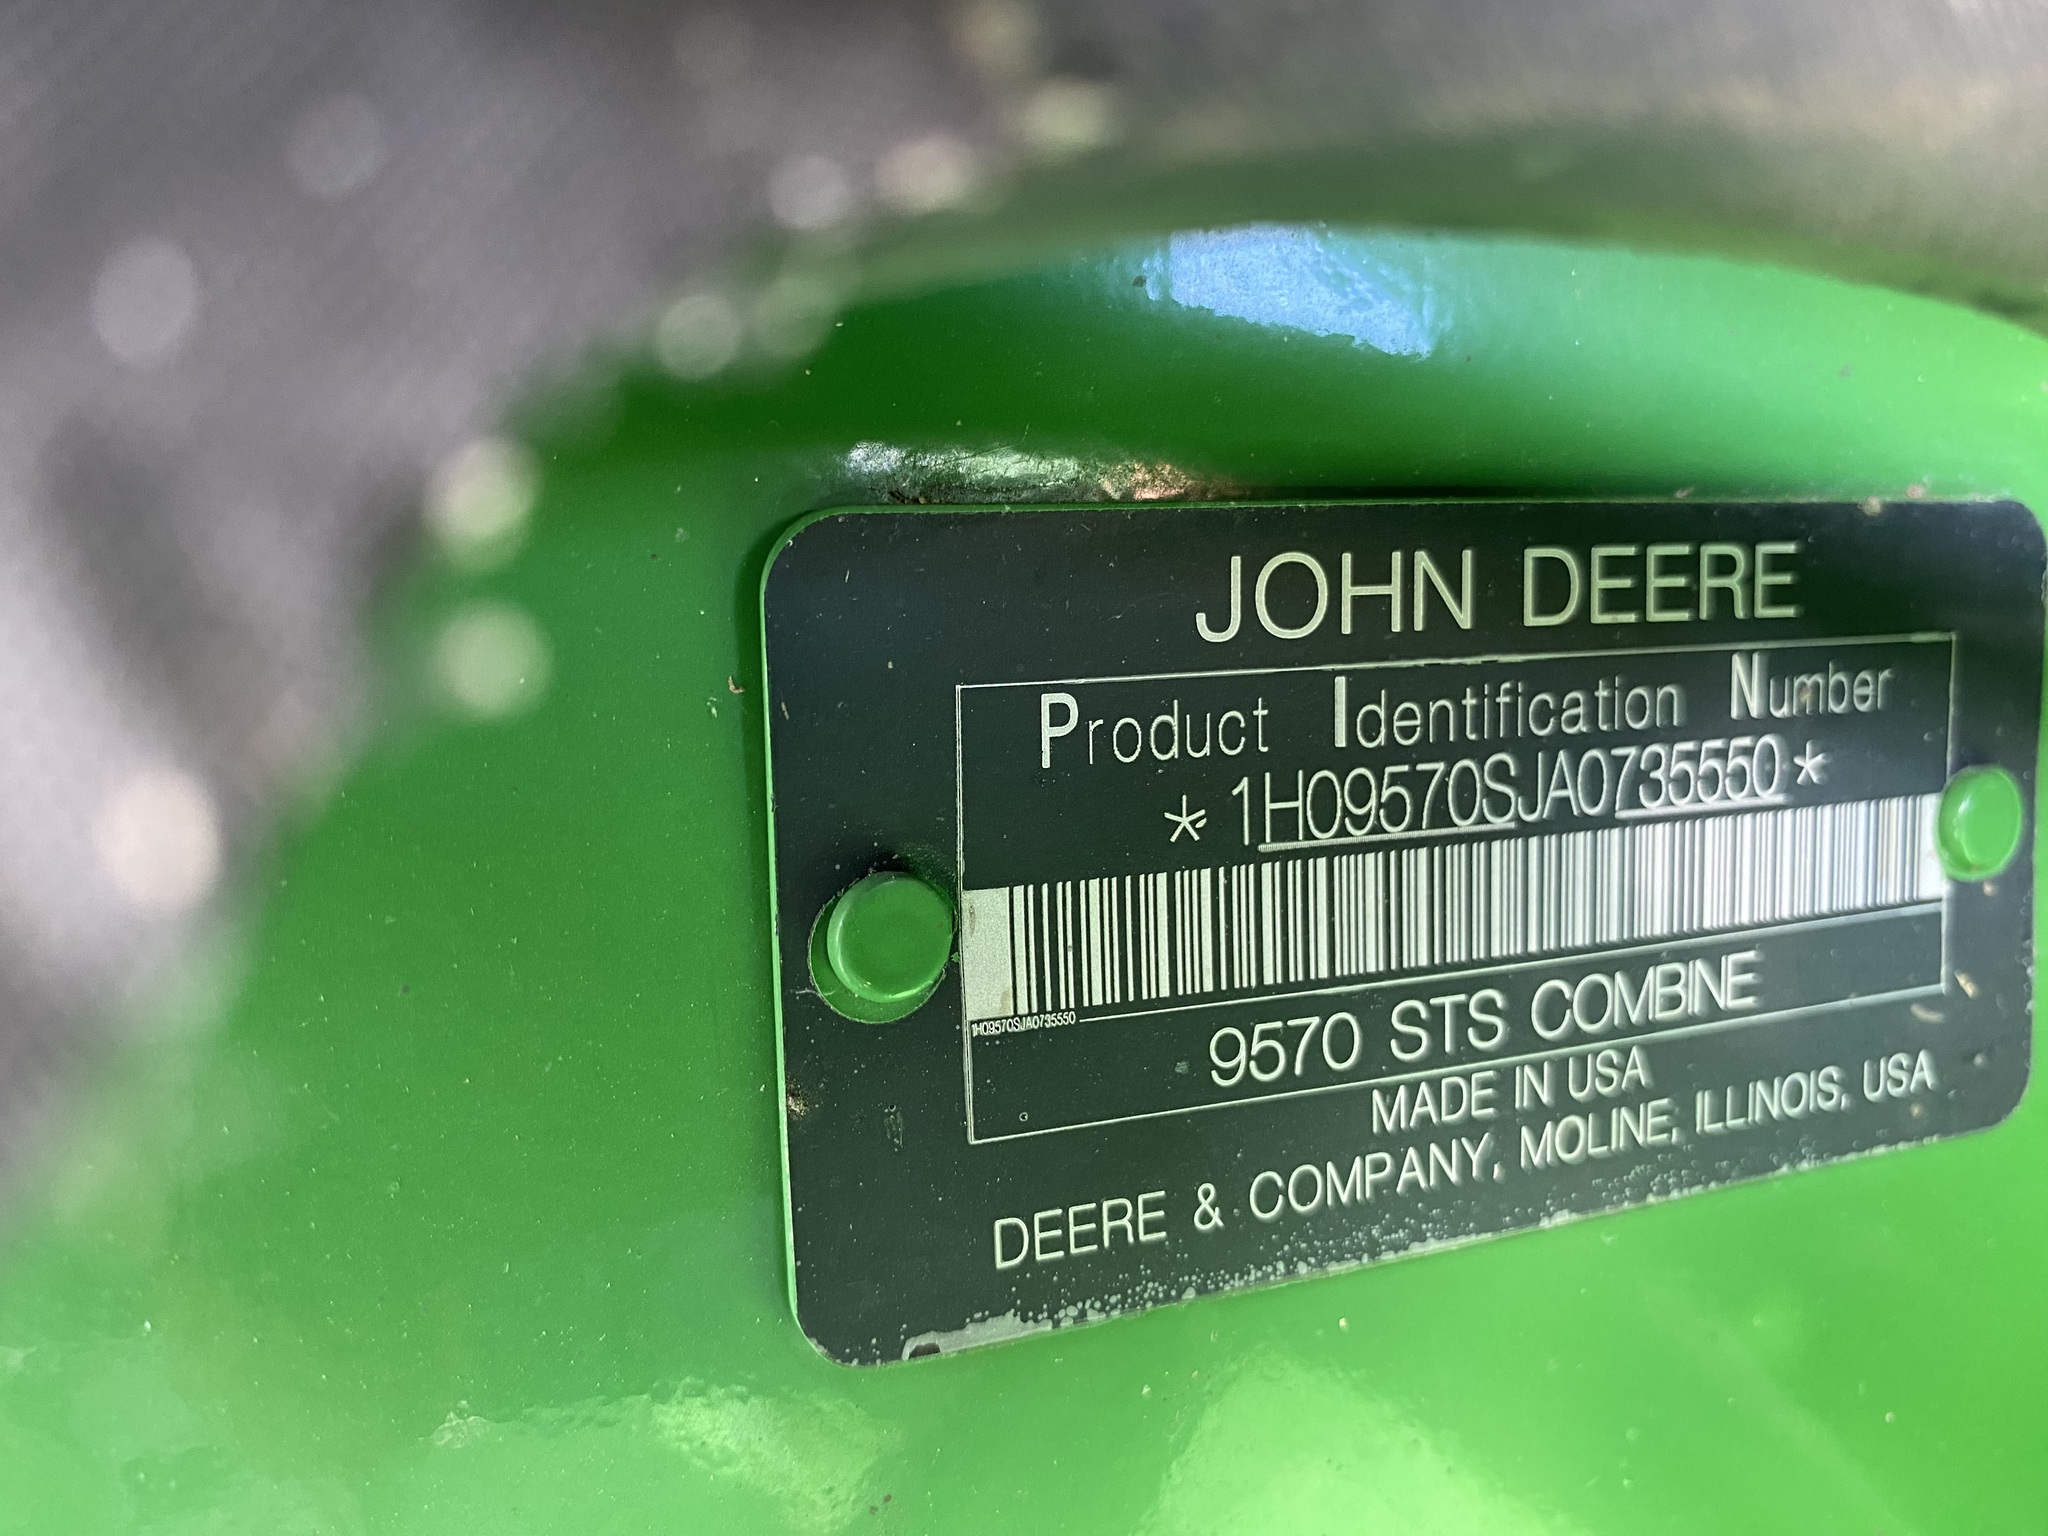 JOHN DEERE
Product Identification Number
*1H09570SJA0735550*
1H09570SJA0735550
9570 STS COMBINE
MADE IN USA
DEERE & COMPANY, MOLINE, ILLINOIS, USA